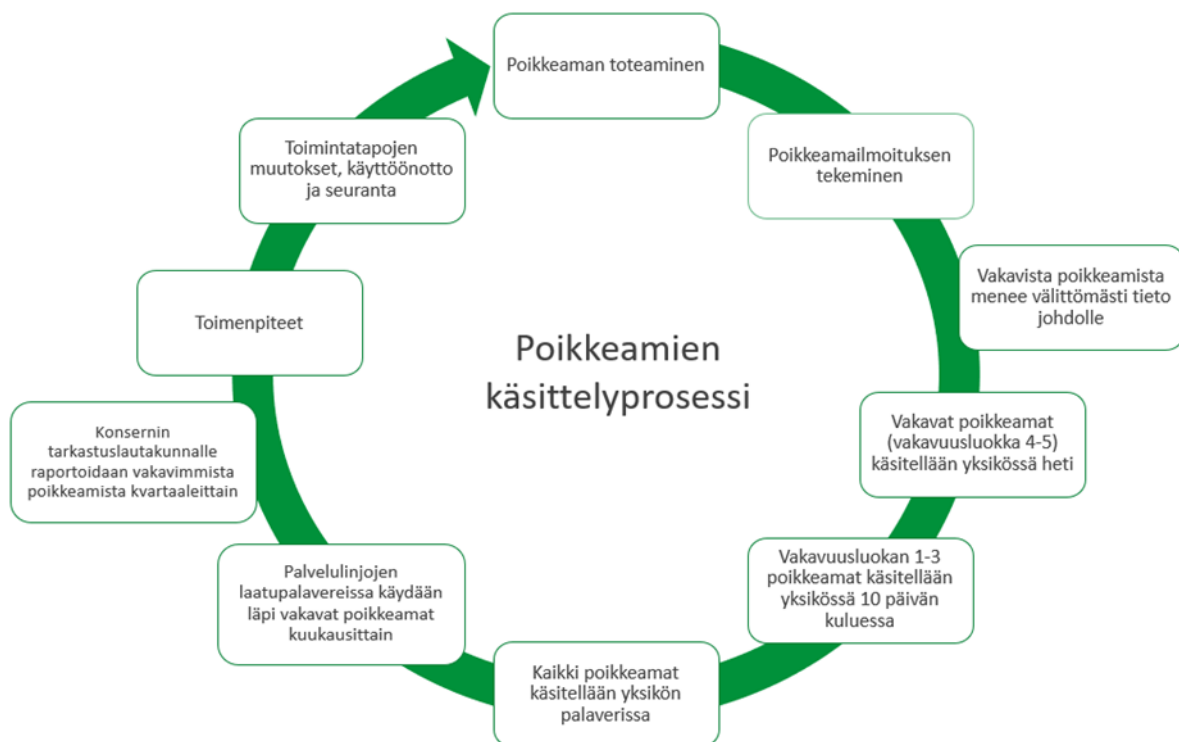 Poikkeaman toteaminen
Poikkeamailmoituksen
tekeminen
Vakavista poikkeamista
menee välittömästi tieto
johdolle
Vakavat poikkeamat
(vakavuusluokka 4-5)
käsitellään yksikössä heti
Vakavuusluokan 1-3
poikkeamat käsitellään
yksikössä 10 päivän
kuluessa
Kaikki poikkeamat
käsitellään yksikön
palaverissa
Palvelulinjojen
laatupalavereissa käydään
läpi vakavat poikkeamat
kuukausittain
Konsernin
tarkastuslautakunnalle
raportoidaan vakavimmista
poikkeamista kvartaaleittain
Toimenpiteet
Toimintatapojen
muutokset, käyttöönotto
ja seuranta
Poikkeamien
käsittelyprosessi